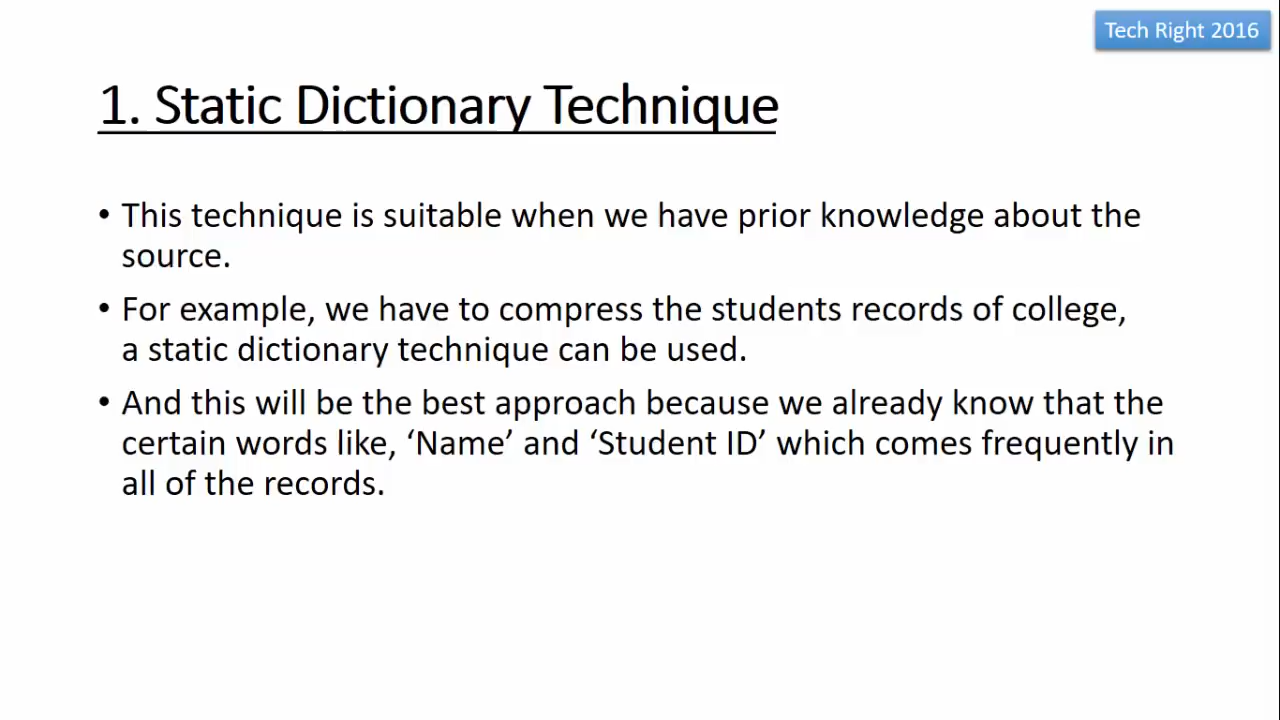 Tech Right 2016
1. Static Dictionary Technique
• This technique is suitable when we have prior knowledge about the
source.
• For example, we have to compress the students records of college,
a static dictionary technique can be used.
• And this will be the best approach because we already know that the
certain words like, ‘Name’ and ‘Student ID’ which comes frequently in
all of the records.